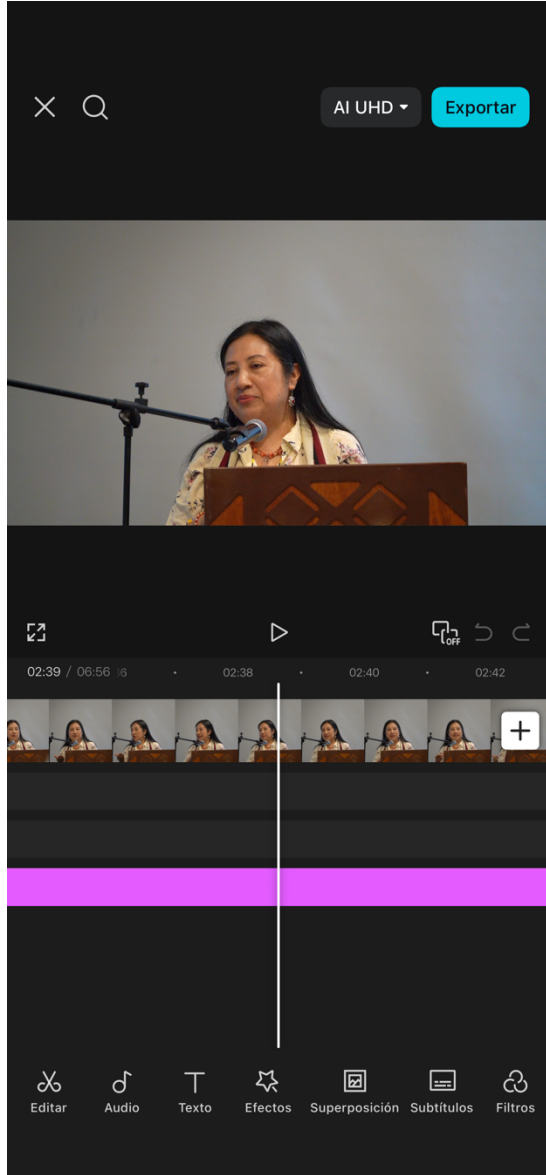 AI UHD
Exportar
02:39 / 06:56
02:38
02:40
02:42
OFF
Editar
Audio
Texto
Efectos
Superposición
Subtítulos
Filtros